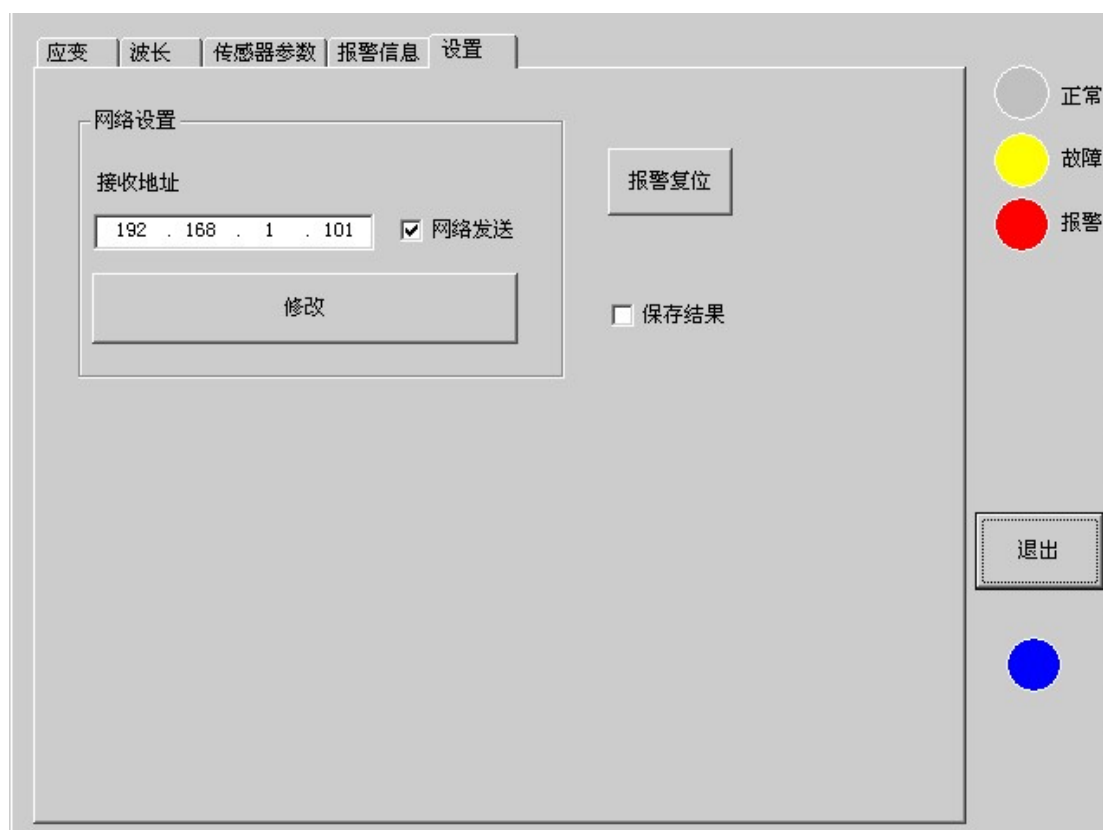 应变 波长 传感器参数 报警信息 设置
网络设置
接收地址
192 . 168 . 1 . 101
网络发送
修改
报警复位
保存结果
正常
故障
报警
退出